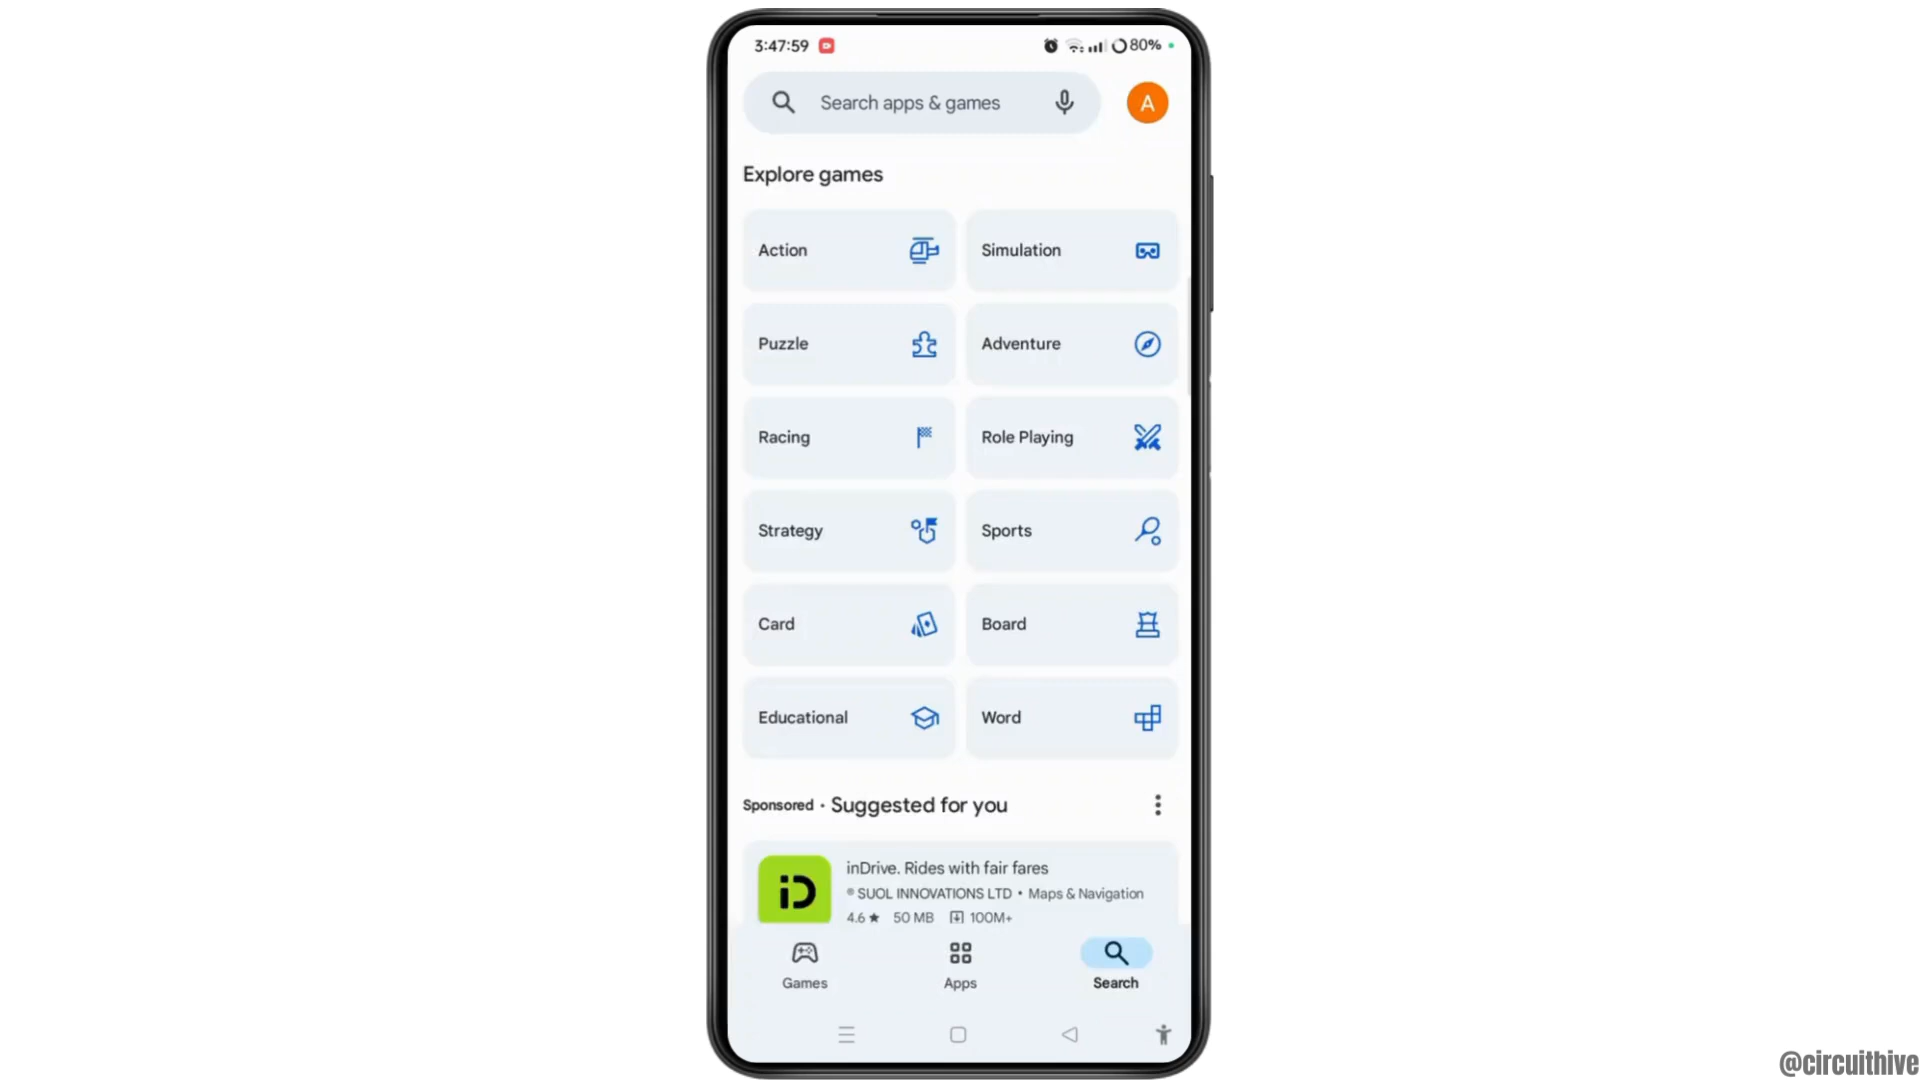 3:47:59
80%
Search apps & games
A
Explore games
Action
Simulation
Puzzle
Adventure
Racing
Role Playing
Strategy
Sports
Card
Board
Educational
Word
Sponsored · Suggested for you
iD
inDrive. Rides with fair fares
® SUOL INNOVATIONS LTD • Maps & Navigation
4.6★ 50 MB 100M+
Games
Apps
Search
@circuithive